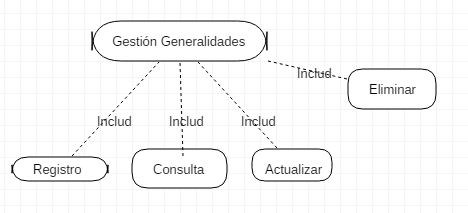 Gestión Generalidades
Includ
Eliminar
Includ
Includ
Includ
Registro
Consulta
Actualizar